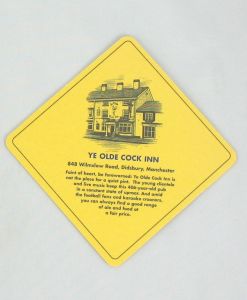 YE OLDE COCK INN
848 Wilmslow Road, Didsbury, Manchester
Faint of heart, be forewarned: Ye Olde Cock Inn is
not the place for a quiet pint. The young clientele
and live music keep this 400-year-old pub
in a constant state of uproar. And amid
the football fans and karaoke crooners,
you can always find a good range
of ale and food at
a fair price.